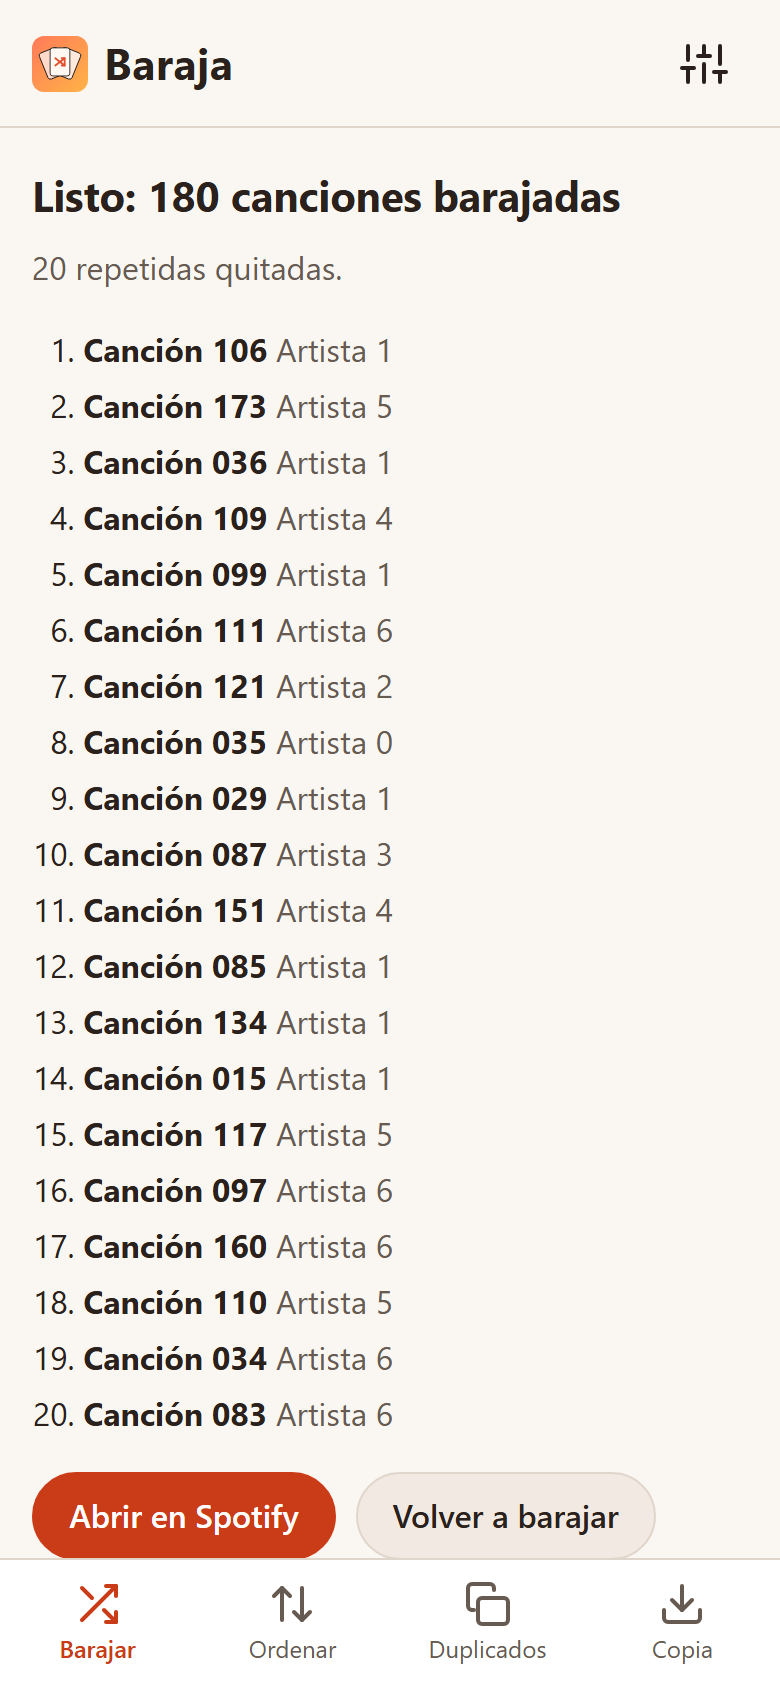 Baraja
Listo: 180 canciones barajadas
20 repetidas quitadas.
1. Canción 106 Artista 1
2. Canción 173 Artista 5
3. Canción 036 Artista 1
4. Canción 109 Artista 4
5. Canción 099 Artista 1
6. Canción 111 Artista 6
7. Canción 121 Artista 2
8. Canción 035 Artista 0
9. Canción 029 Artista 1
10. Canción 087 Artista 3
11. Canción 151 Artista 4
12. Canción 085 Artista 1
13. Canción 134 Artista 1
14. Canción 015 Artista 1
15. Canción 117 Artista 5
16. Canción 097 Artista 6
17. Canción 160 Artista 6
18. Canción 110 Artista 5
19. Canción 034 Artista 6
20. Canción 083 Artista 6
Abrir en Spotify Volver a barajar
Barajar Ordenar Duplicados Copia